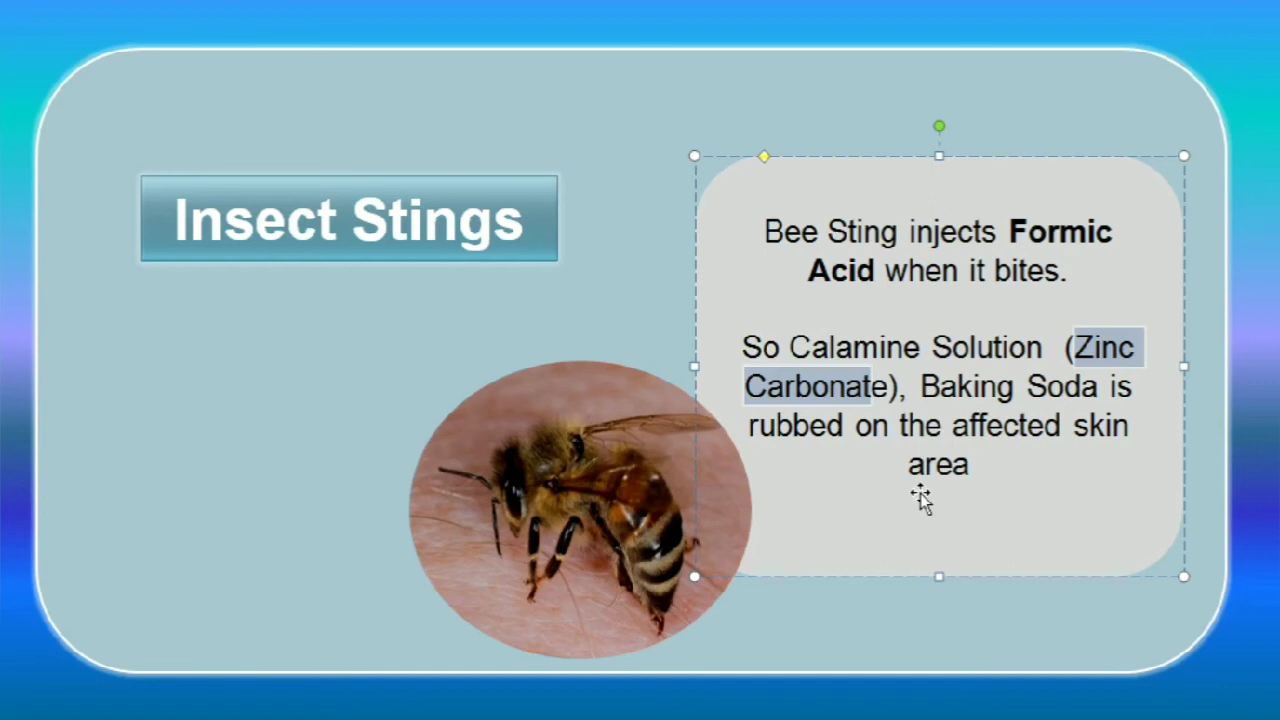 Insect Stings
Bee Sting injects Formic
Acid when it bites.
So Calamine Solution (Zinc
Carbonate), Baking Soda is
rubbed on the affected skin
area